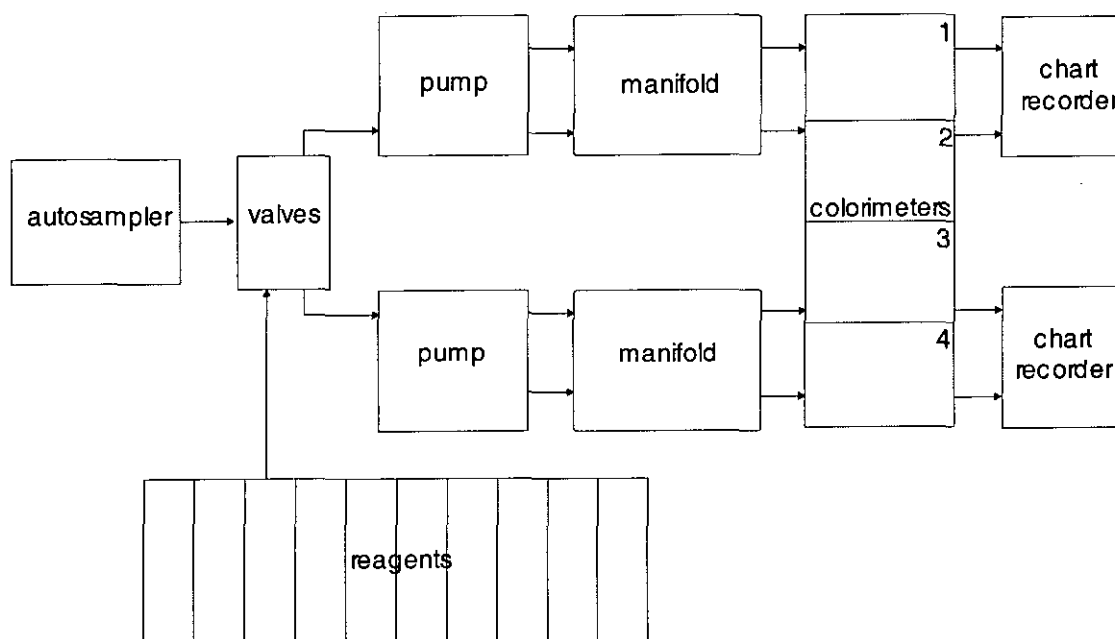 1
pump
manifold
chart
recorder
2
autosampler
valves
colorimeters
3
pump
manifold
4
chart
recorder
reagents